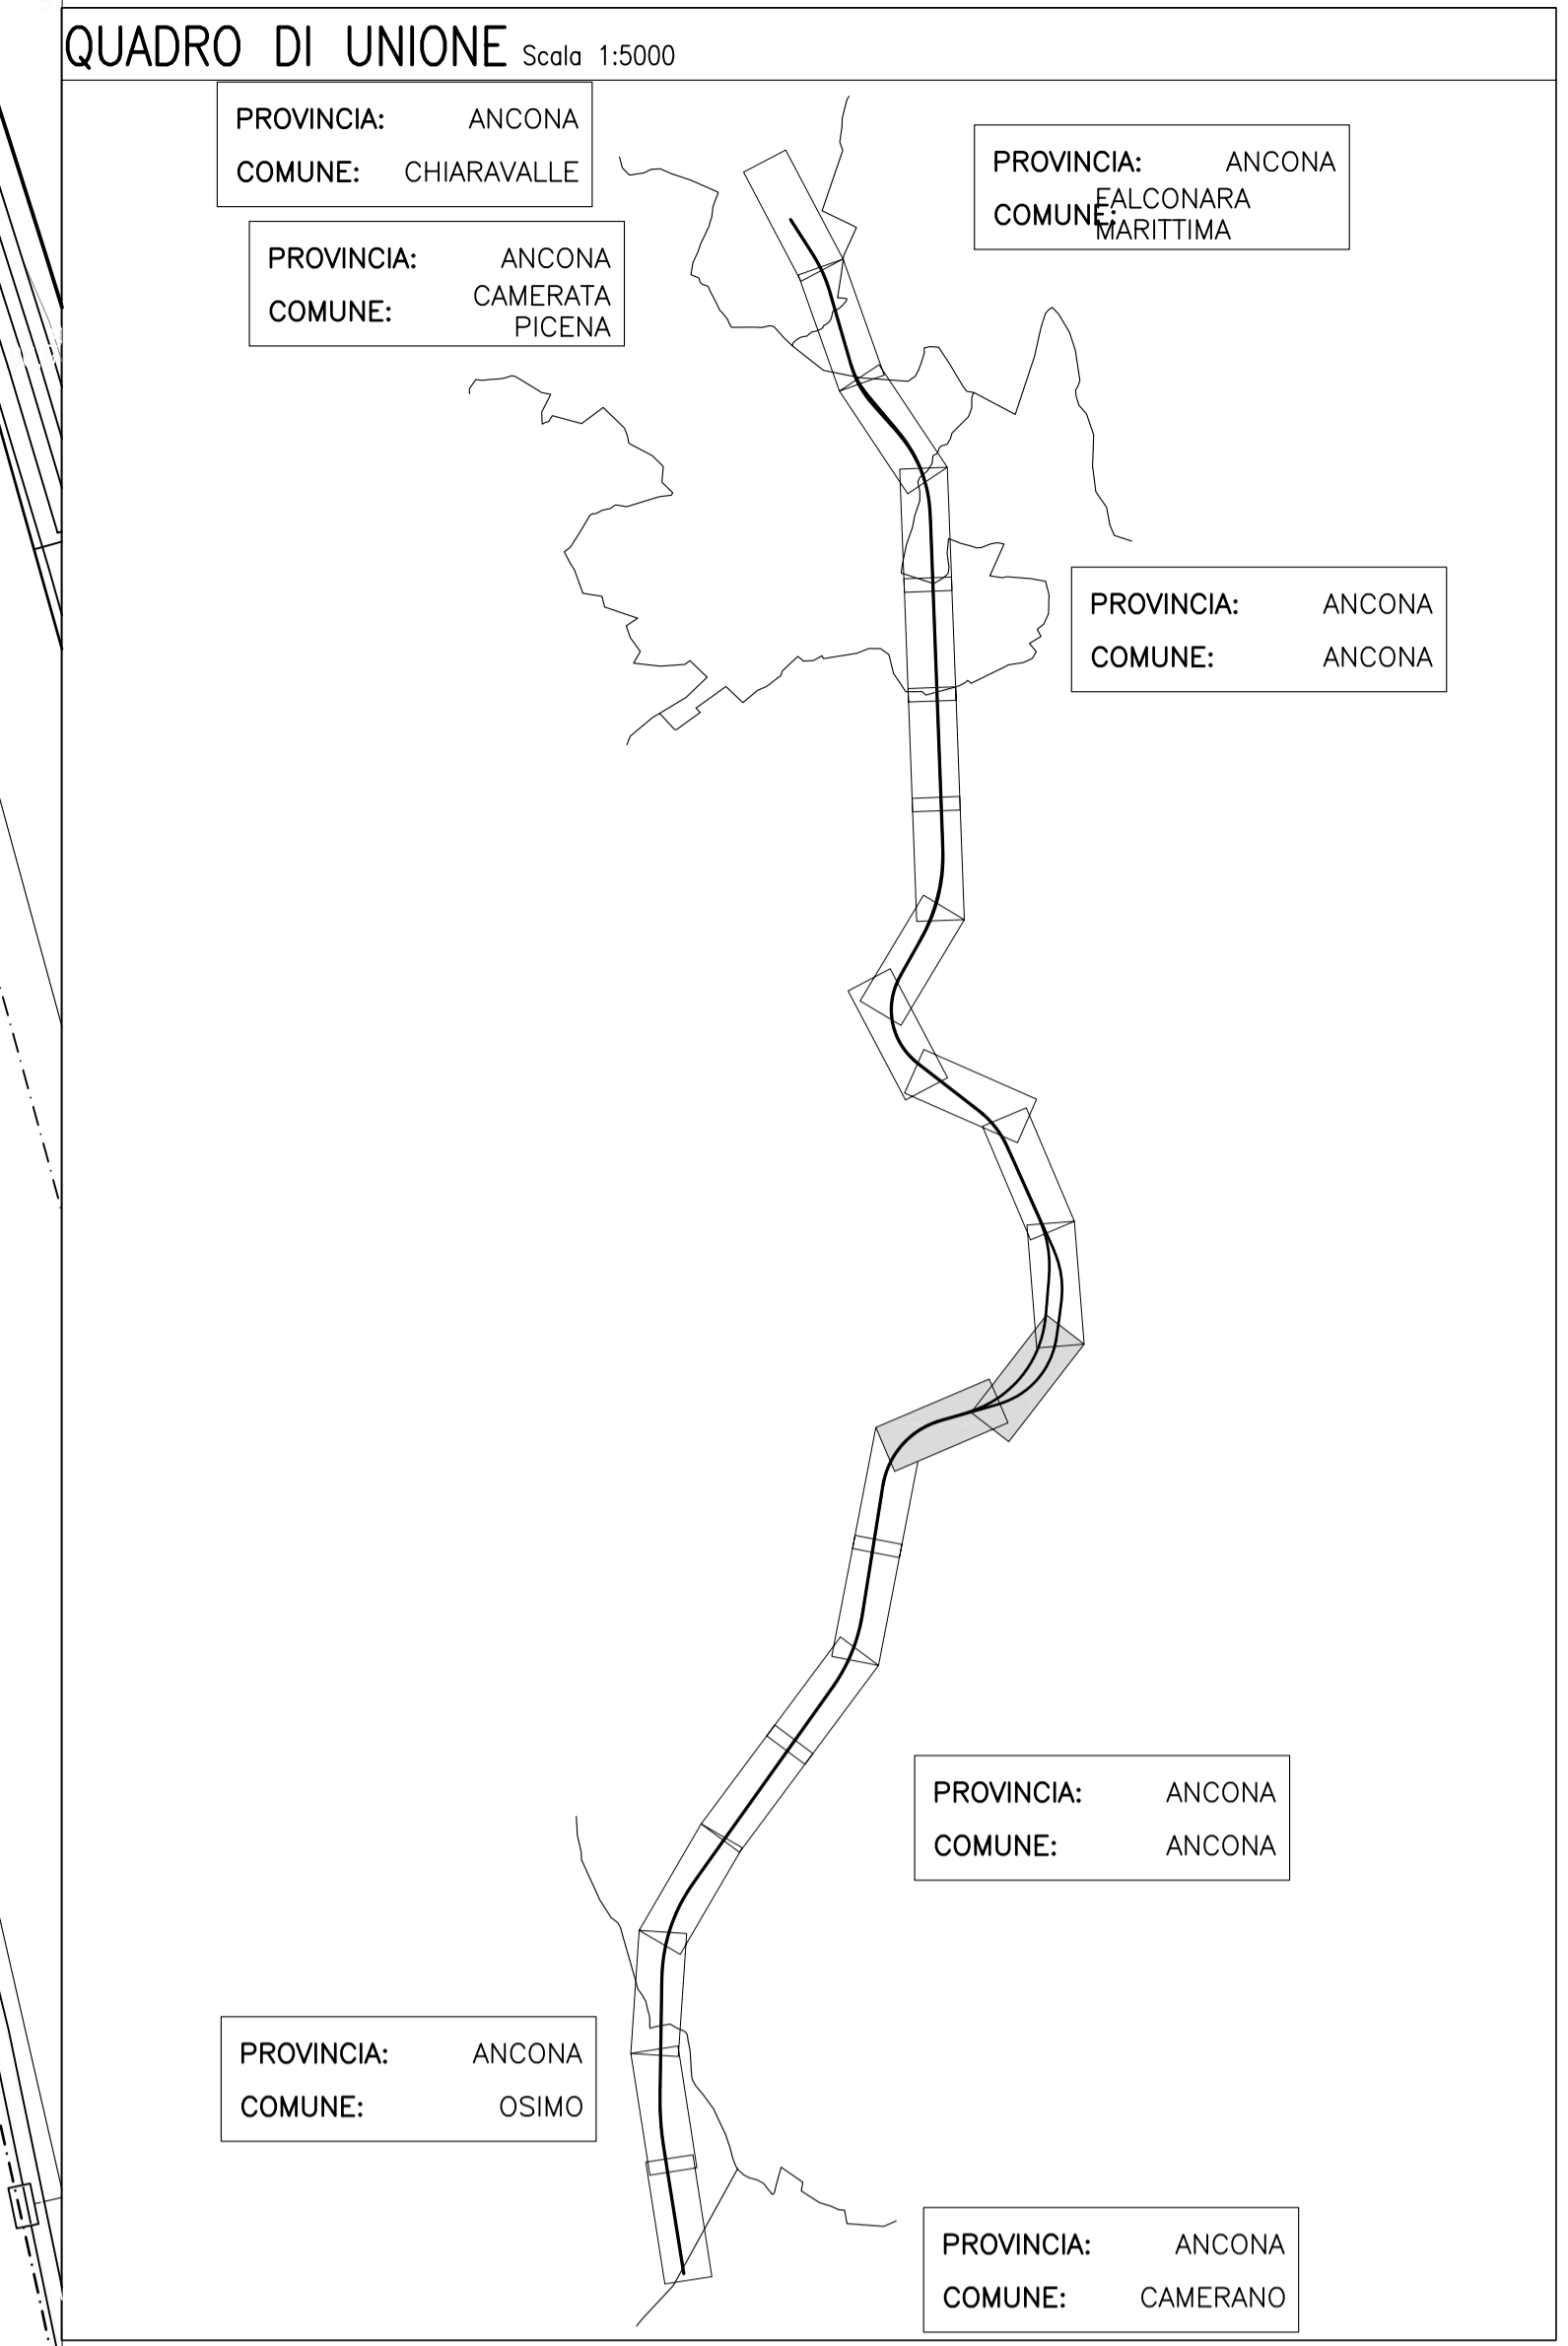 QUADRO DI UNIONE Scala 1:5000
PROVINCIA: ANCONA
COMUNE: CHIARAVALLE
PROVINCIA: ANCONA
COMUNE: FALCONARA
MARITTIMA
PROVINCIA: ANCONA
COMUNE: CAMERATA
PICENA
PROVINCIA: ANCONA
COMUNE: ANCONA
PROVINCIA: ANCONA
COMUNE: ANCONA
PROVINCIA: ANCONA
COMUNE: OSIMO
PROVINCIA: ANCONA
COMUNE: CAMERANO